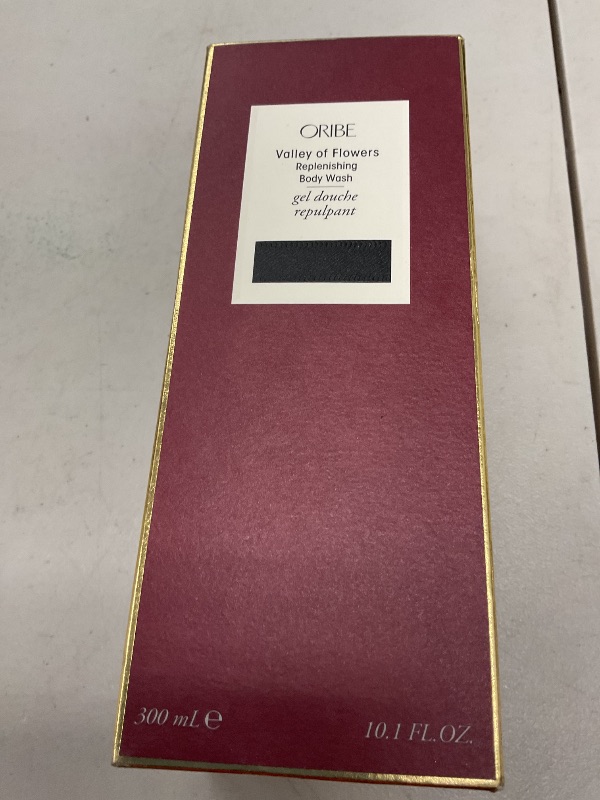 ORIBE
Valley of Flowers
Replenishing
Body Wash
gel douche
repulpant
300 mL ℮
10.1 FL.OZ.